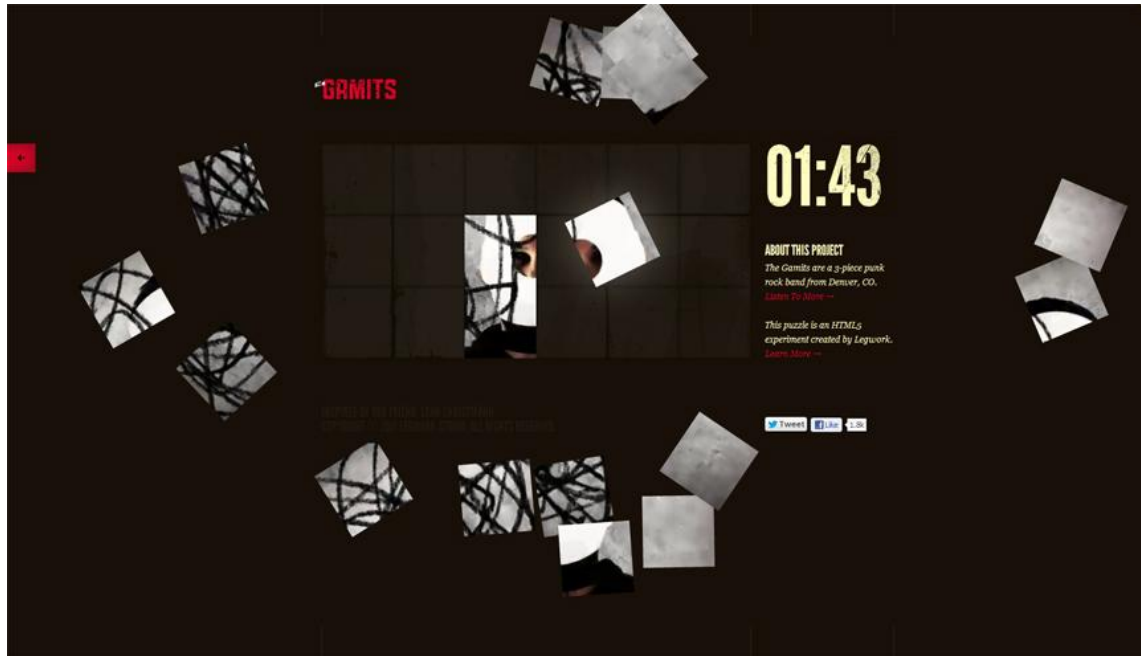 THE
GAMITS
01:43
ABOUT THIS PROJECT
The Gamits are a 3-piece punk
rock band from Denver, CO.
Listen To More →
This puzzle is an HTML5
experiment created by Legwork.
Learn More →
Tweet
Like
1.8k